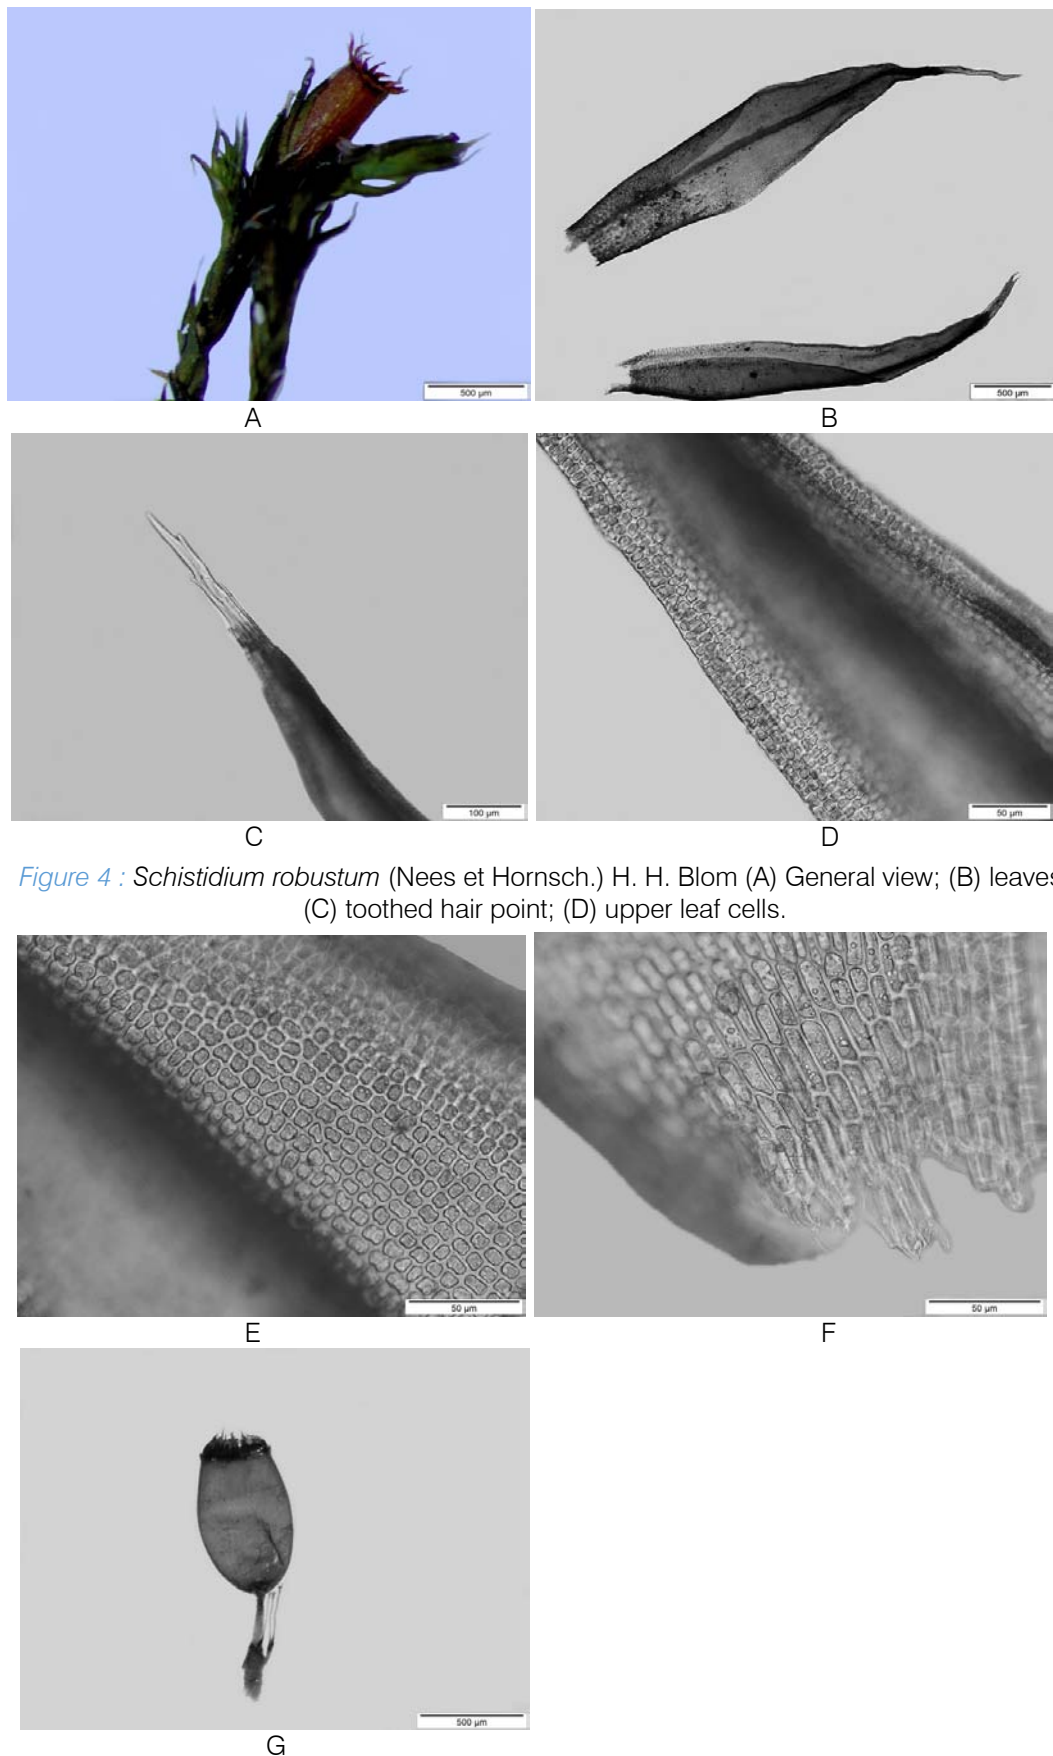 500 µm
500 µm
A B
100 µm
50 µm
C D
Figure 4 : Schistidium robustum (Nees et Hornsch.) H. H. Blom (A) General view; (B) leaves
(C) toothed hair point; (D) upper leaf cells.
50 µm
50 µm
E F
500 µm
G